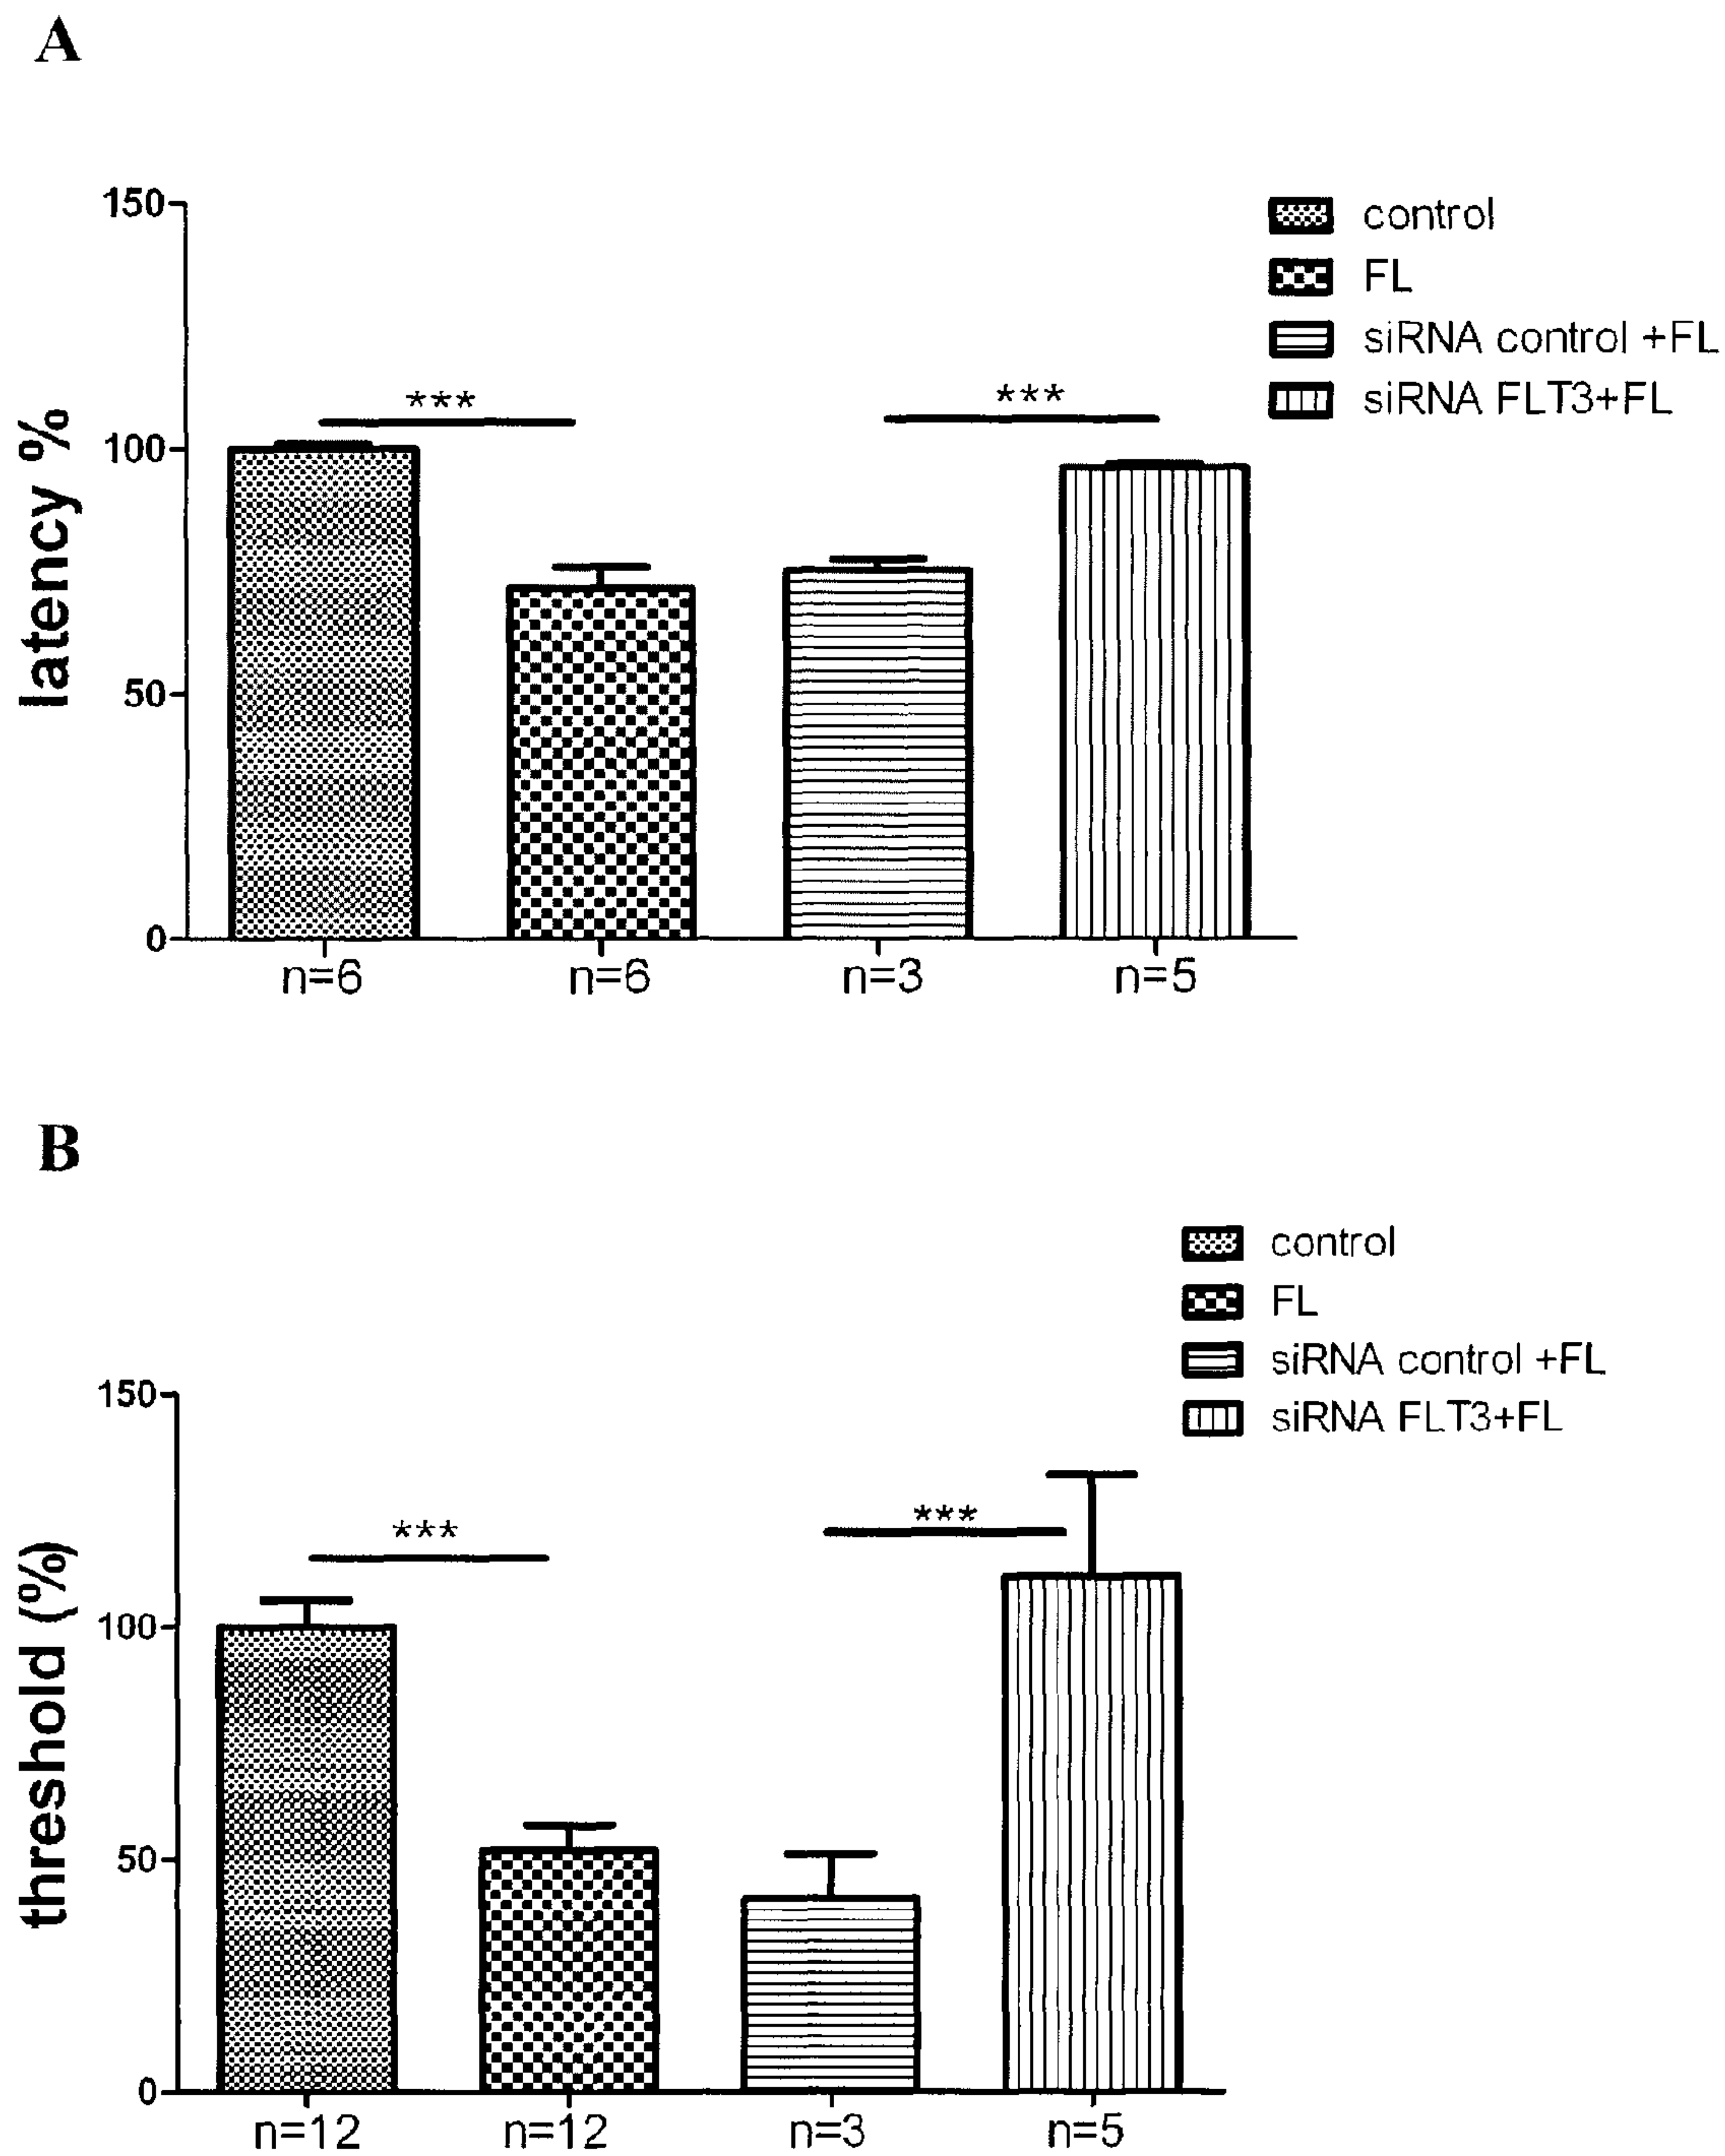 A
150
100
50
0
latency %
***
***
control
FL
siRNA control +FL
siRNA FLT3+FL
n=6
n=6
n=3
n=5
B
150
100
50
0
threshold (%)
***
***
control
FL
siRNA control +FL
siRNA FLT3+FL
n=12
n=12
n=3
n=5